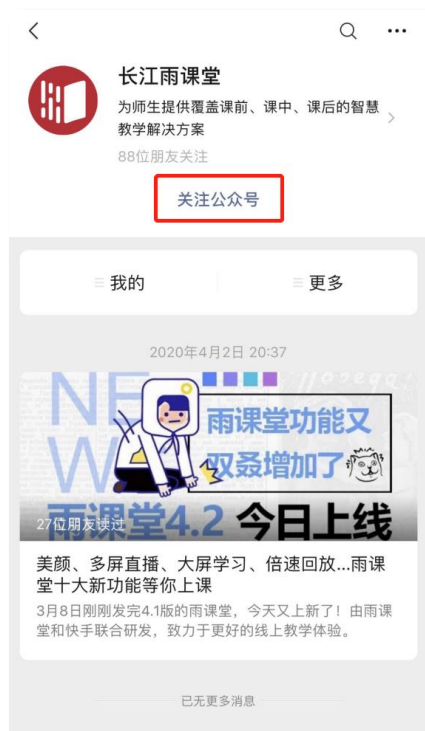 长江雨课堂
为师生提供覆盖课前、课中、课后的智慧
教学解决方案
88位朋友关注
关注公众号
我的
更多
2020年4月2日 20:37
NE
W
雨课堂功能又
双叒增加了
雨课堂4.2 今日上线
27位朋友读过
美颜、多屏直播、大屏学习、倍速回放...雨课
堂十大新功能等你上课
3月8日刚刚发完4.1版的雨课堂，今天又上新了！由雨课
堂和快手联合研发，致力于更好的线上教学体验。
已无更多消息